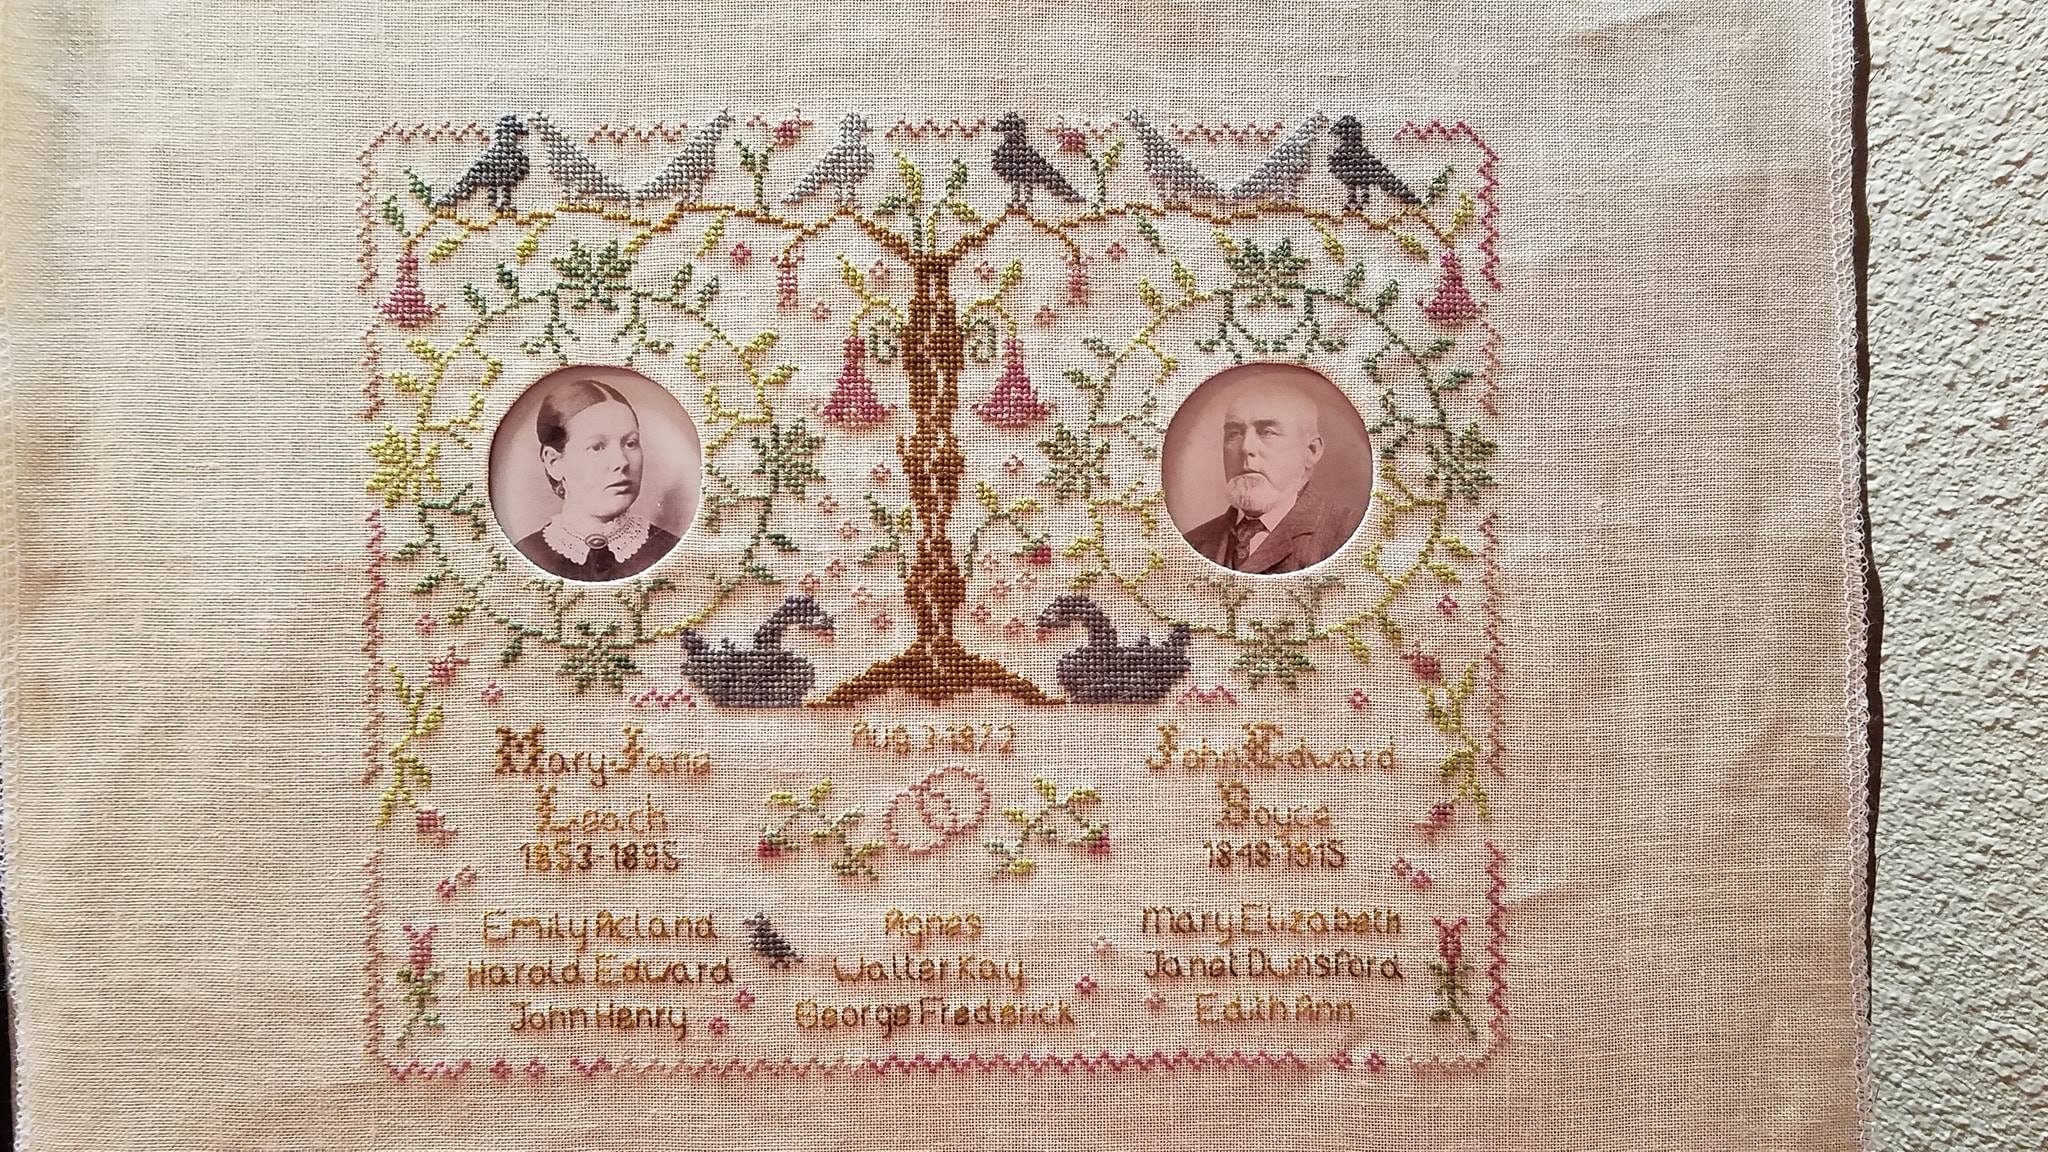 Aug 3 1872
Mary Jane
Leach
1853-1895
John Edward
Boyce
1848-1915
Emily Acland
Harold Edward
John Henry
Agnes
Walter Kay
George Frederick
Mary Elizabeth
Janet Dunsford
Edith Ann